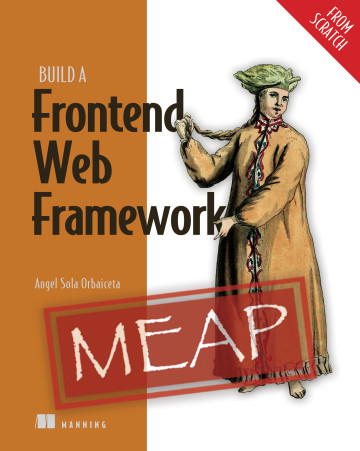 FROM
SCRATCH
BUILD A
Frontend
Web
Framework
Angel Sola Orbaiceta
MEAP
MANNING